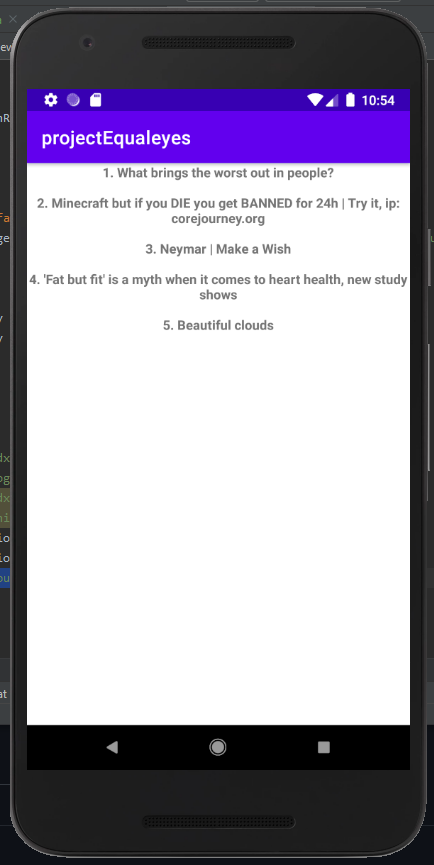 10:54
projectEqualeyes
1. What brings the worst out in people?
2. Minecraft but if you DIE you get BANNED for 24h | Try it, ip:
corejourney.org
3. Neymar | Make a Wish
4. 'Fat but fit' is a myth when it comes to heart health, new study
shows
5. Beautiful clouds